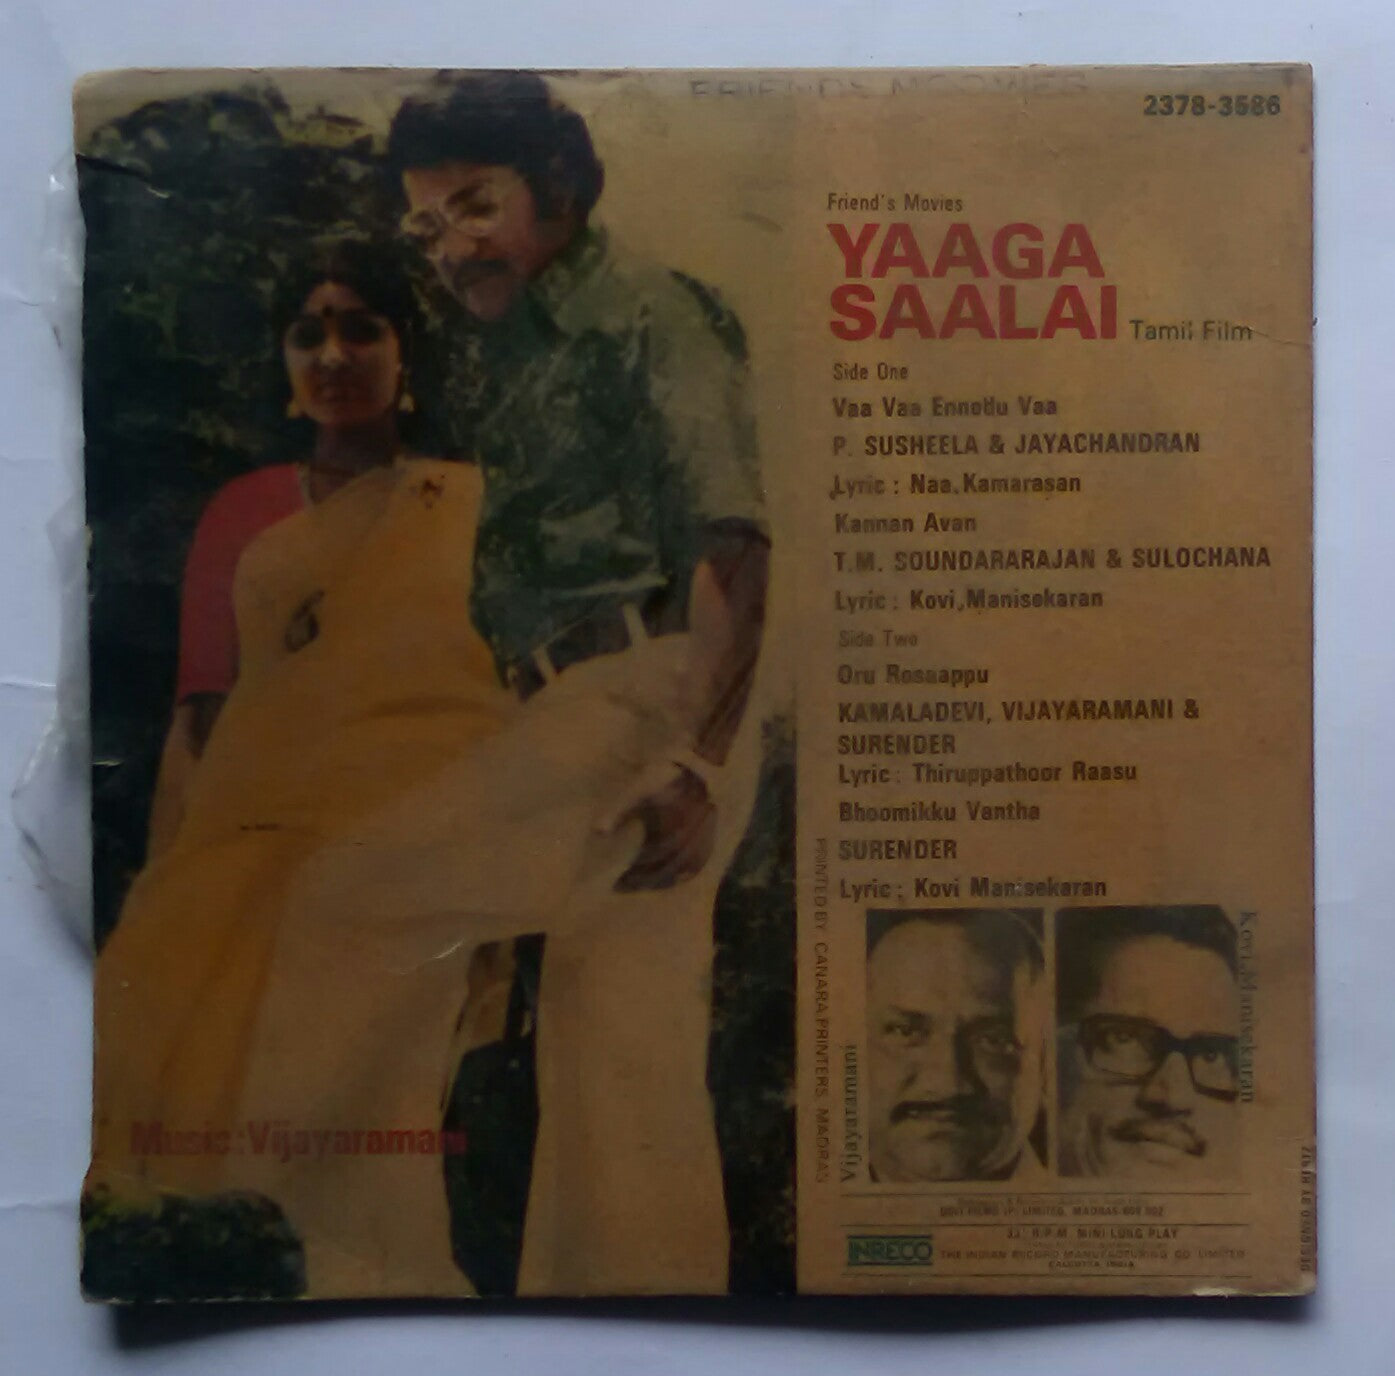 2378-3586
Friend's Movies
YAAGA
SAALAI Tamil Film
Side One
Vaa Vaa Ennodu Vaa
P. SUSHEELA & JAYACHANDRAN
Lyric : Naa. Kamarasan
Kannan Avan
T.M. SOUNDARARAJAN & SULOCHANA
Lyric : Kovi. Manisekaran
Side Two
Oru Rosaappu
KAMALADEVI, VIJAYARAMANI &
SURENDER
Lyric : Thiruppathoor Raasu
Bhoomikku Vantha
SURENDER
Lyric : Kovi Manisekaran
PRINTED BY CANARA PRINTERS, MADRAS
Vijayaramani
Kovi.Manisekaran
Music:Vijayaramani
R.P.M. MINI LONG PLAY
INRECO
THE INDIAN RECORD MANUFACTURING CO. LIMITED
CALCUTTA, INDIA